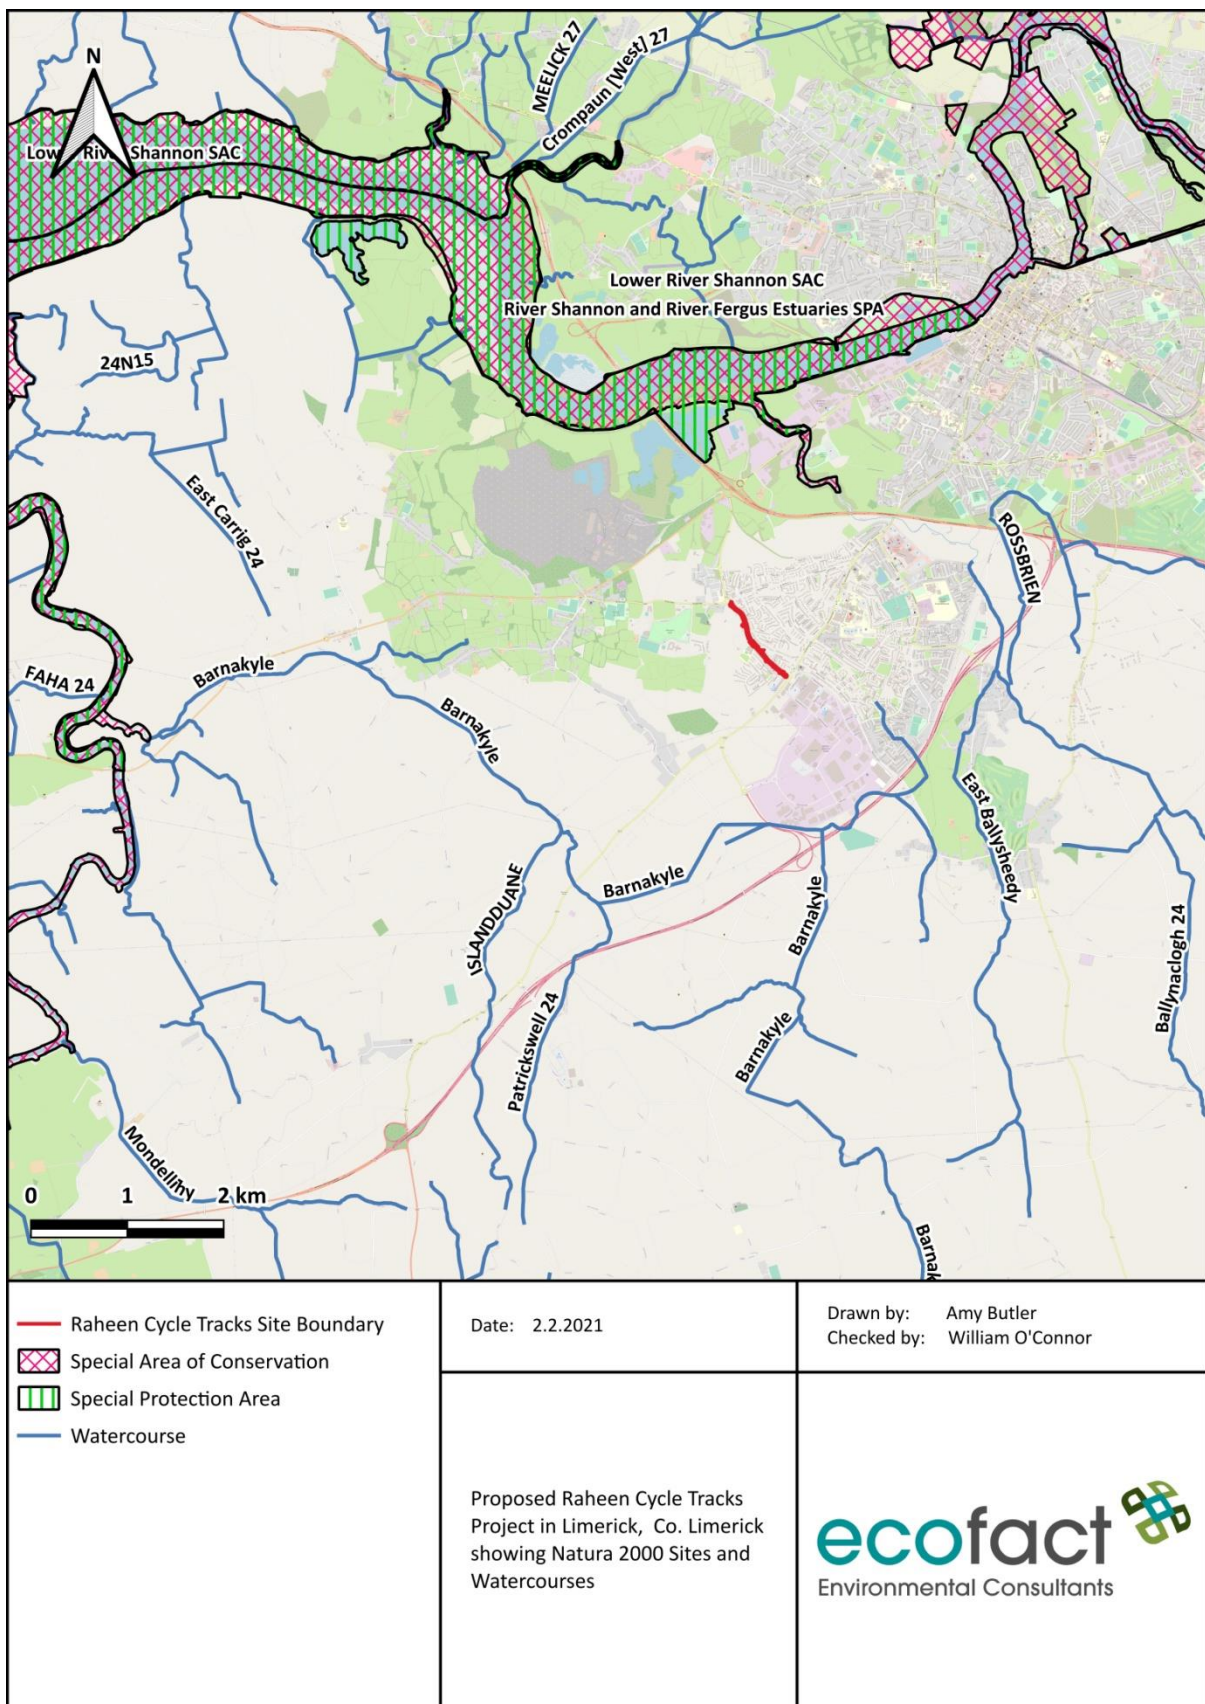 N
MEELICK 27
Crompaun [West] 27
River Shannon SAC
Lower River Shannon SAC
River Shannon and River Fergus Estuaries SPA
24N15
East Carrig 24
ROSSBRIEN
FAHA 24
Barnakyle
Barnakyle
East Ballysheedy
Barnakyle
ISLANDDUANE
Barnakyle
Ballynaclogh 24
Patrickswell 24
Barnakyle
Mondellihy
Barnak
0 1 2 km
Raheen Cycle Tracks Site Boundary
Special Area of Conservation
Special Protection Area
Watercourse
Date: 2.2.2021
Drawn by: Amy Butler
Checked by: William O'Connor
Proposed Raheen Cycle Tracks
Project in Limerick, Co. Limerick
showing Natura 2000 Sites and
Watercourses
ecofact
Environmental Consultants